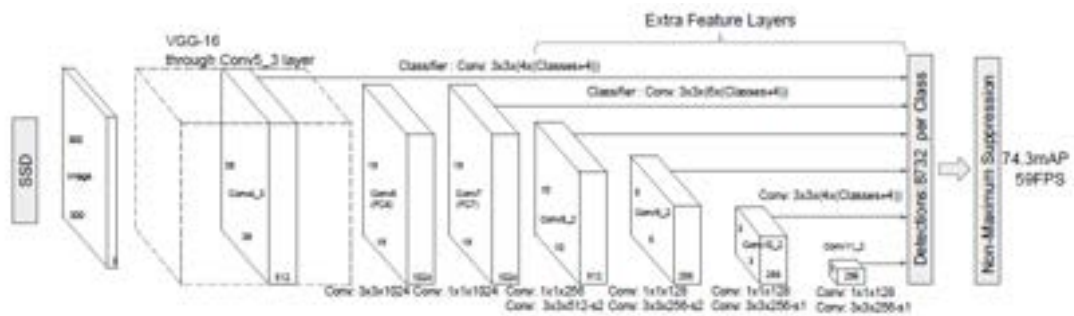 Extra Feature Layers
VGG-16
through Conv5_3 layer
Classifier : Conv: 3x3x(4x(Classes+4))
Classifier : Conv: 3x3x(6x(Classes+4))
SSD
300
Image
300
3
38
Conv4_3
38
512
19
Conv6
(FC6)
19
1024
19
Conv7
(FC7)
19
1024
10
Conv8_2
10
512
5
Conv9_2
5
256
Conv: 3x3x(4x(Classes+4))
3
Conv10_2
3
256
Conv11_2
256
Conv: 3x3x1024
Conv: 1x1x1024
Conv: 1x1x256
Conv: 3x3x512-s2
Conv: 1x1x128
Conv: 3x3x256-s2
Conv: 1x1x128
Conv: 3x3x256-s1
Conv: 1x1x128
Conv: 3x3x256-s1
Detections:8732 per Class
Non-Maximum Suppression
74.3mAP
59FPS